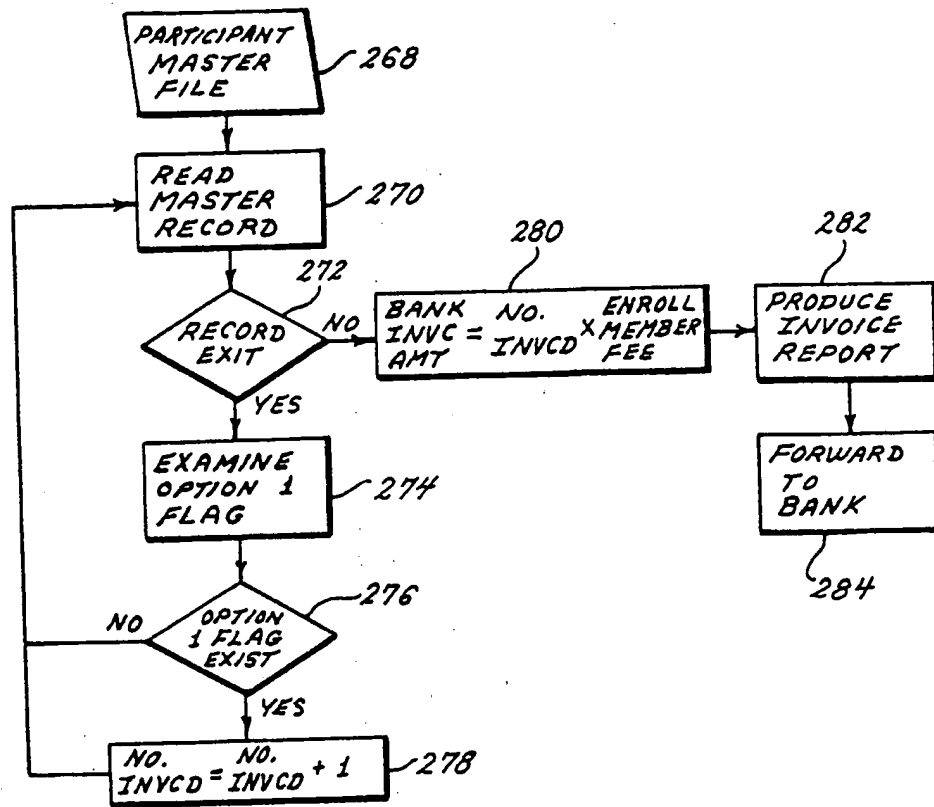 PARTICIPANT
MASTER
FILE
268
READ
MASTER
RECORD
270
272
RECORD
EXIT
NO
YES
280
BANK
INVC = NO. X ENROLL
AMT INVCD MEMBER
FEE
282
PRODUCE
INVOICE
REPORT
FORWARD
TO
BANK
284
EXAMINE
OPTION 1
FLAG
274
276
OPTION
1 FLAG
EXIST
NO
YES
NO. NO.
INVCD = INVCD + 1
278